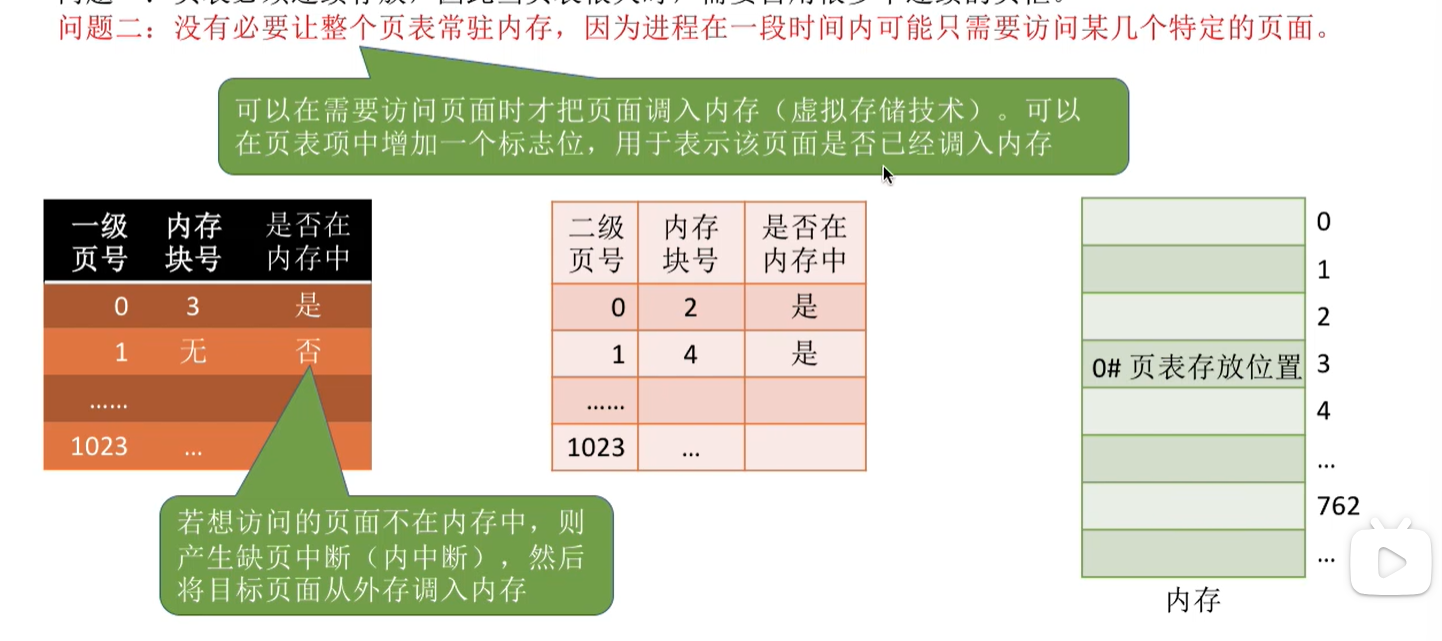 问题二：没有必要让整个页表常驻内存，因为进程在一段时间内可能只需要访问某几个特定的页面。
可以在需要访问页面时才把页面调入内存（虚拟存储技术）。可以
在页表项中增加一个标志位，用于表示该页面是否已经调入内存
一级页号 内存块号 是否在内存中
0 3 是
1 无 否
……
1023 ...
二级页号 内存块号 是否在内存中
0 2 是
1 4 是
……
1023 ...
0
1
2
0# 页表存放位置 3
4
...
762
...
内存
若想访问的页面不在内存中，则
产生缺页中断（内中断），然后
将目标页面从外存调入内存